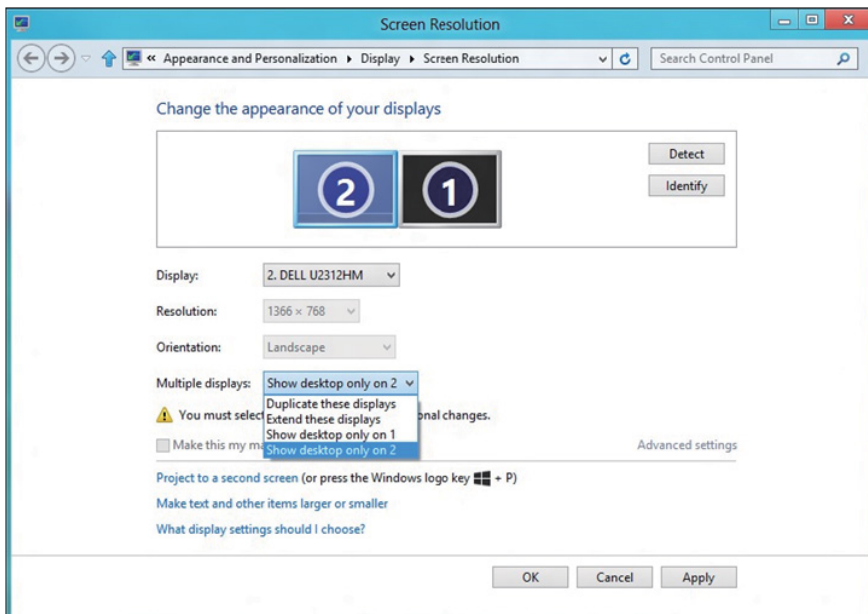 Screen Resolution
« Appearance and Personalization ▸ Display ▸ Screen Resolution
Search Control Panel
Change the appearance of your displays
2 1
Detect
Identify
Display: 2. DELL U2312HM
Resolution: 1366 × 768
Orientation: Landscape
Multiple displays: Show desktop only on 2
Duplicate these displays
Extend these displays
Show desktop only on 1
Show desktop only on 2
You must select onal changes.
Make this my ma
Advanced settings
Project to a second screen (or press the Windows logo key + P)
Make text and other items larger or smaller
What display settings should I choose?
OK Cancel Apply